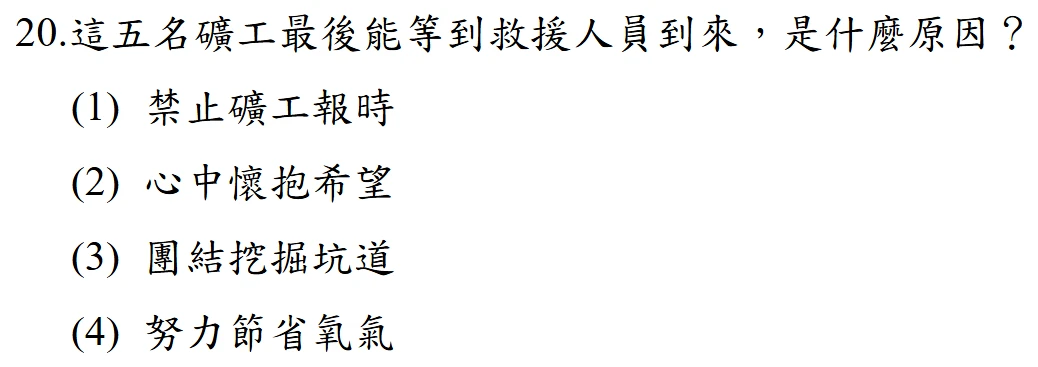 20.這五名礦工最後能等到救援人員到來，是什麼原因？
(1) 禁止礦工報時
(2) 心中懷抱希望
(3) 團結挖掘坑道
(4) 努力節省氧氣